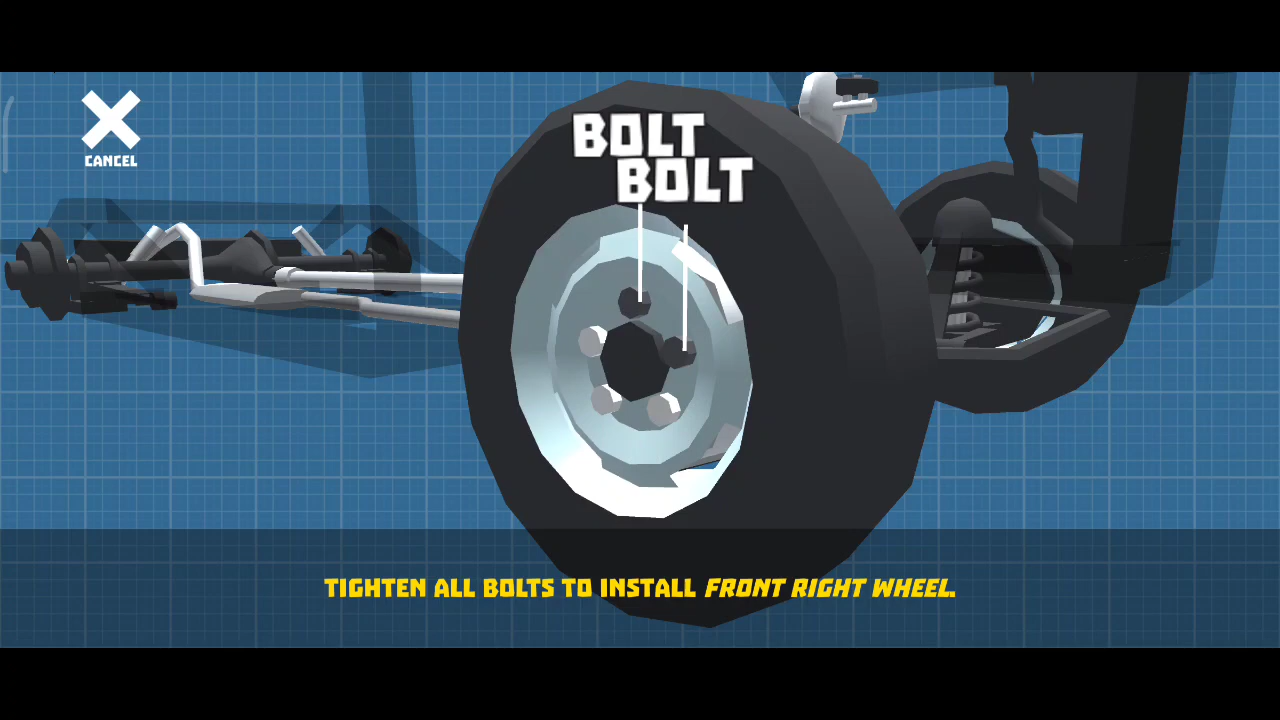 BOLT
BOLT
CANCEL
TIGHTEN ALL BOLTS TO INSTALL FRONT RIGHT WHEEL.